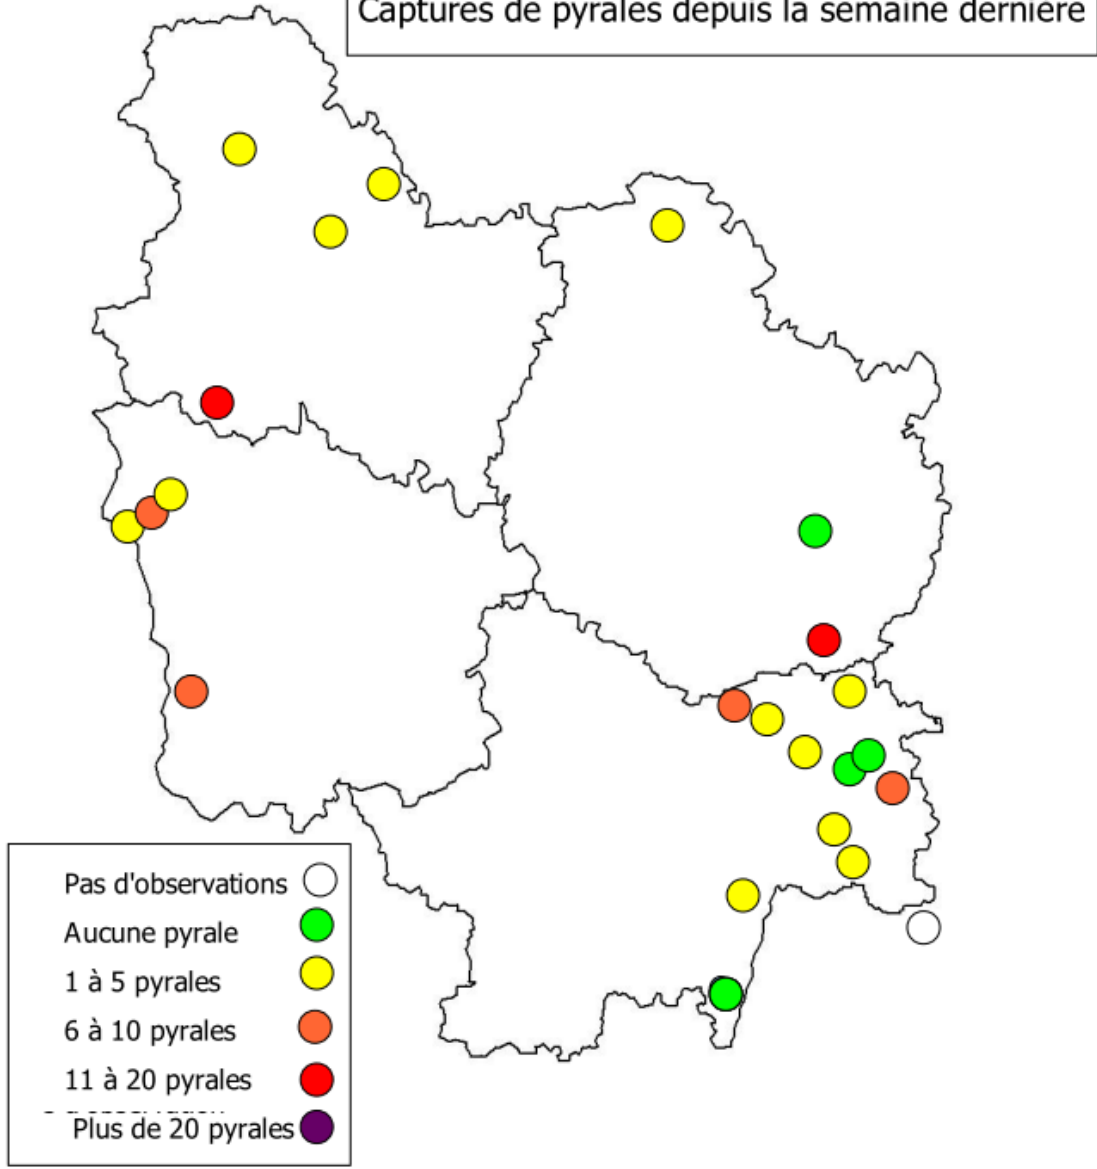 Captures de pyrales depuis la semaine dernière
Pas d'observations
Aucune pyrale
1 à 5 pyrales
6 à 10 pyrales
11 à 20 pyrales
Plus de 20 pyrales